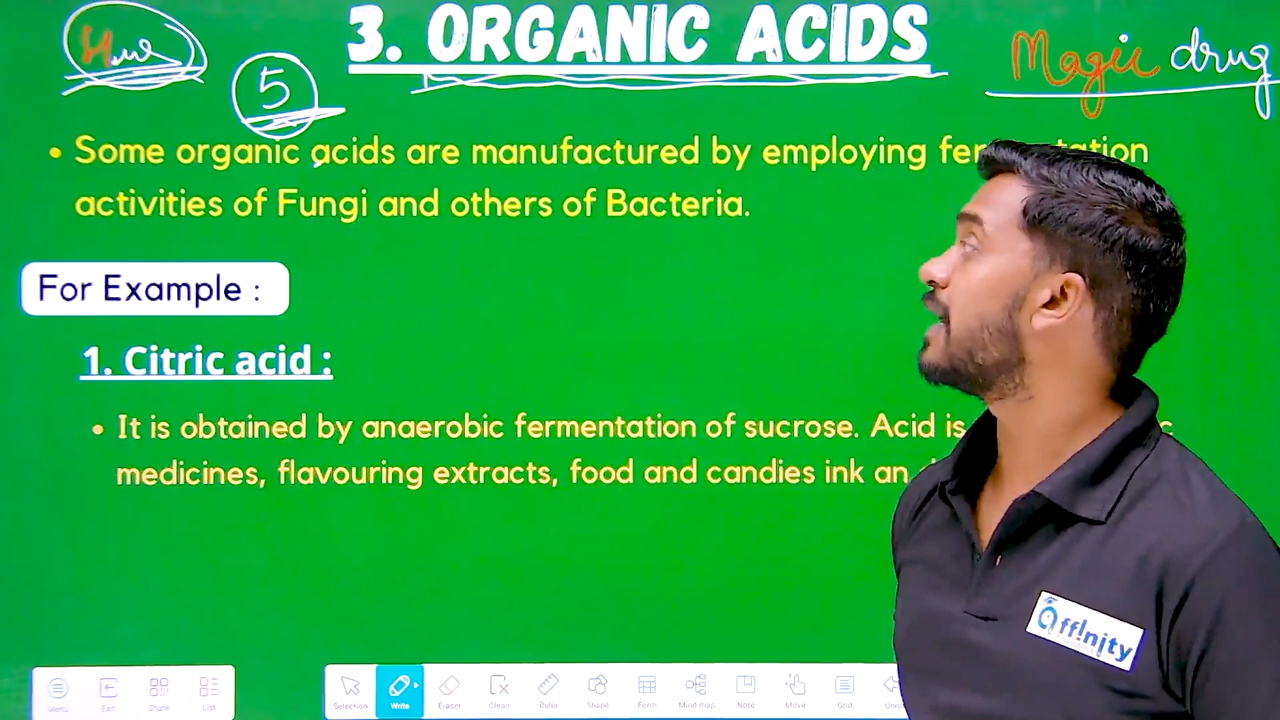 3. ORGANIC ACIDS
Magic drug
5
• Some organic acids are manufactured by employing
activities of Fungi and others of Bacteria.
For Example :
1. Citric acid :
• It is obtained by anaerobic fermentation of sucrose. Acid is
medicines, flavouring extracts, food and candies ink
affinity
Menu Exit Share List Selection Write Eraser Clean Ruler Shape Form Mind map Note Move Grid